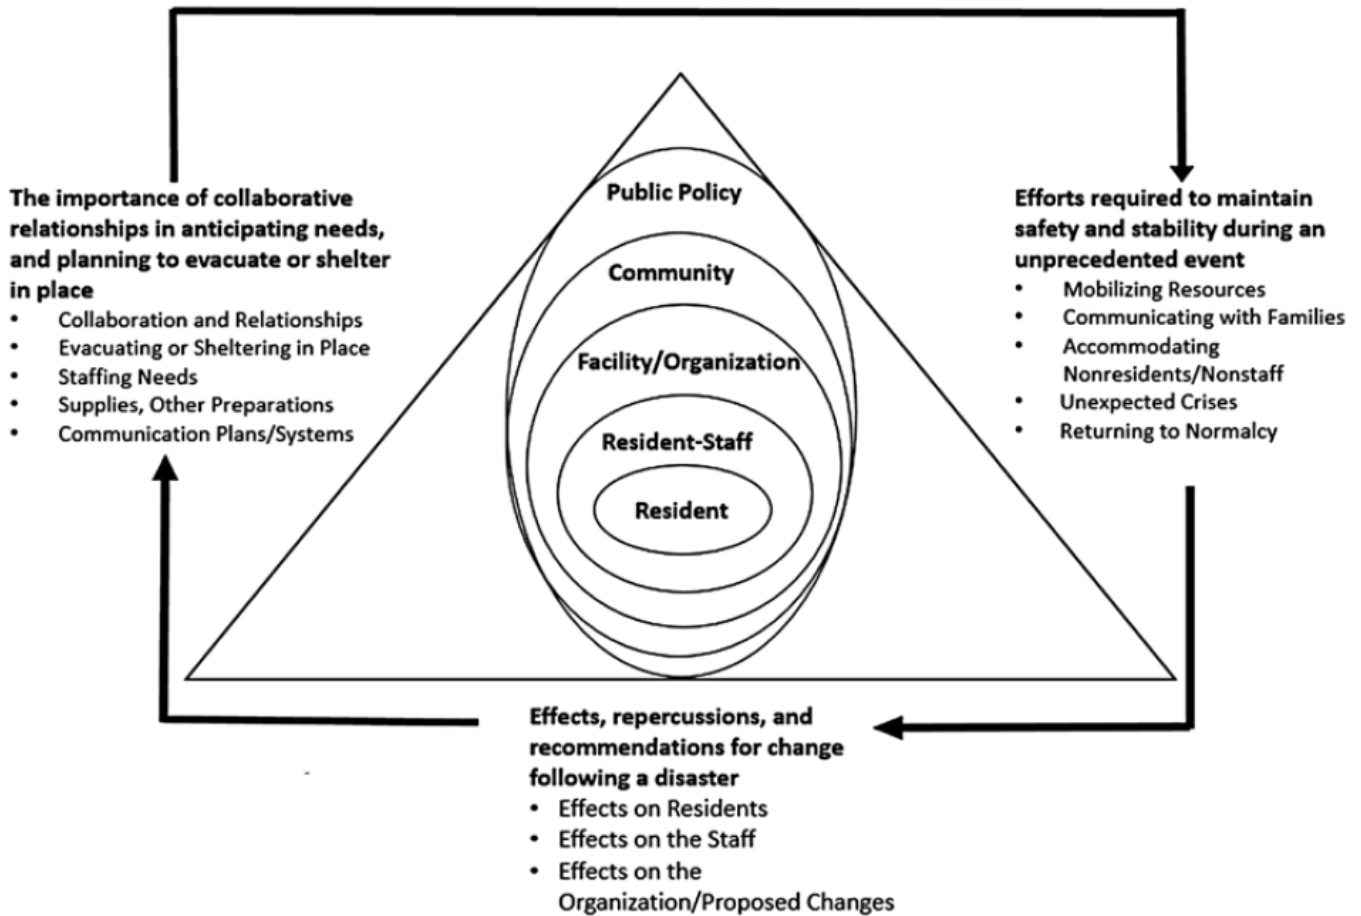 Public Policy
Community
Facility/Organization
Resident-Staff
Resident
The importance of collaborative
relationships in anticipating needs,
and planning to evacuate or shelter
in place
• Collaboration and Relationships
• Evacuating or Sheltering in Place
• Staffing Needs
• Supplies, Other Preparations
• Communication Plans/Systems
Efforts required to maintain
safety and stability during an
unprecedented event
• Mobilizing Resources
• Communicating with Families
• Accommodating
Nonresidents/Nonstaff
• Unexpected Crises
• Returning to Normalcy
Effects, repercussions, and
recommendations for change
following a disaster
• Effects on Residents
• Effects on the Staff
• Effects on the
Organization/Proposed Changes